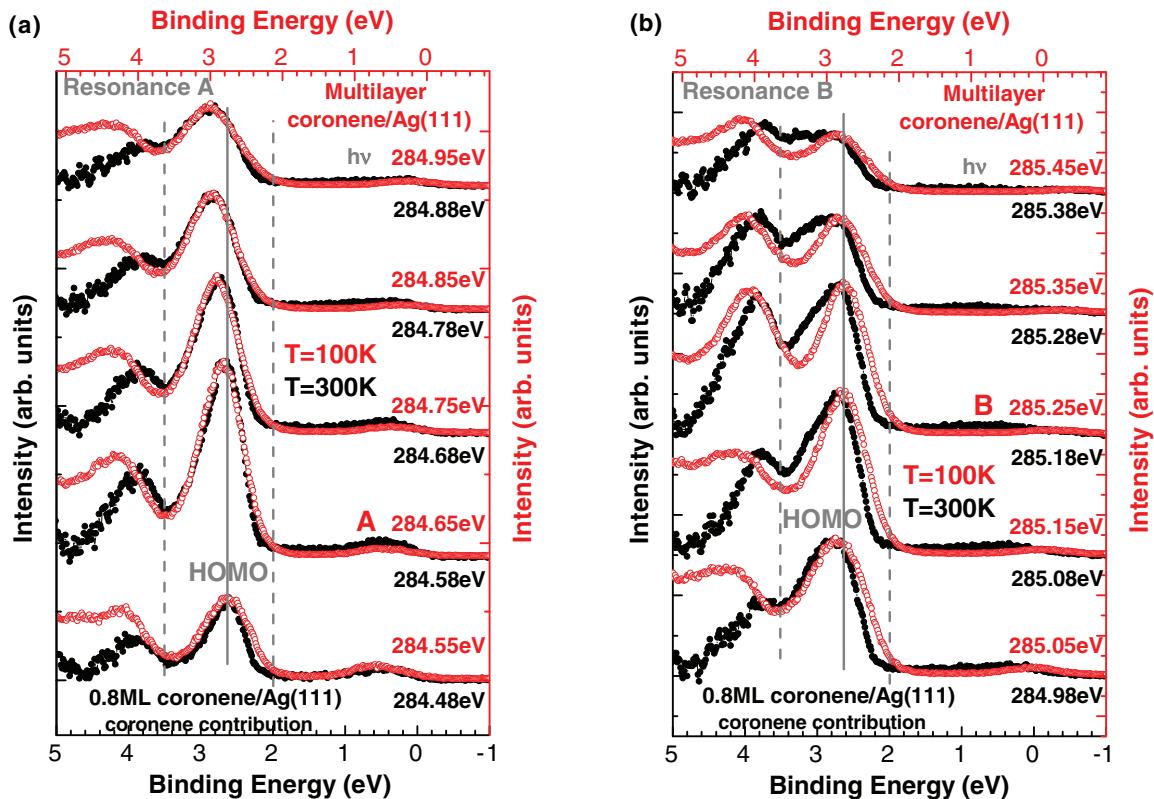 (a)
Binding Energy (eV)
5 4 3 2 1 0
Resonance A
Multilayer
coronene/Ag(111)
hν
284.95eV
284.88eV
284.85eV
284.78eV
T=100K
T=300K
284.75eV
284.68eV
A
284.65eV
284.58eV
HOMO
284.55eV
284.48eV
0.8ML coronene/Ag(111)
coronene contribution
5 4 3 2 1 0 -1
Binding Energy (eV)
Intensity (arb. units)
Intensity (arb. units)
(b)
Binding Energy (eV)
5 4 3 2 1 0
Resonance B
Multilayer
coronene/Ag(111)
hν
285.45eV
285.38eV
285.35eV
285.28eV
B
285.25eV
285.18eV
T=100K
T=300K
HOMO
285.15eV
285.08eV
285.05eV
284.98eV
0.8ML coronene/Ag(111)
coronene contribution
5 4 3 2 1 0 -1
Binding Energy (eV)
Intensity (arb. units)
Intensity (arb. units)